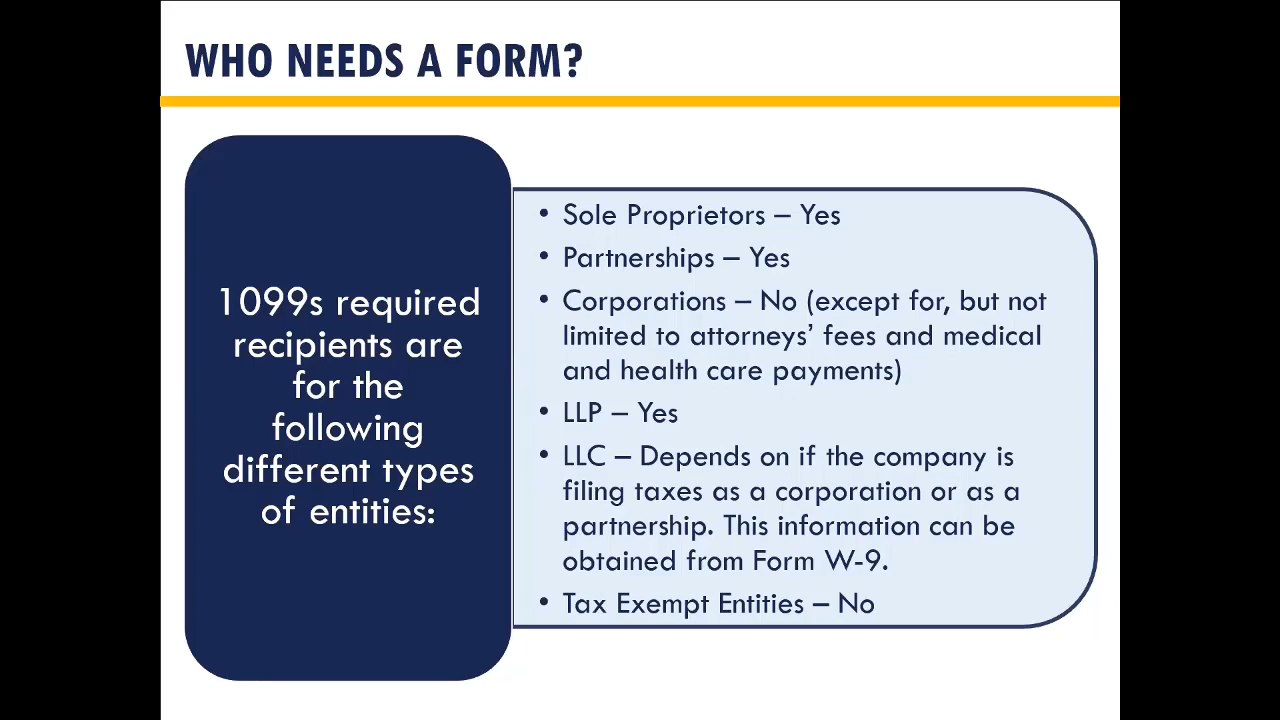 WHO NEEDS A FORM?
1099s required
recipients are
for the
following
different types
of entities:
• Sole Proprietors – Yes
• Partnerships – Yes
• Corporations – No (except for, but not
limited to attorneys’ fees and medical
and health care payments)
• LLP – Yes
• LLC – Depends on if the company is
filing taxes as a corporation or as a
partnership. This information can be
obtained from Form W-9.
• Tax Exempt Entities – No